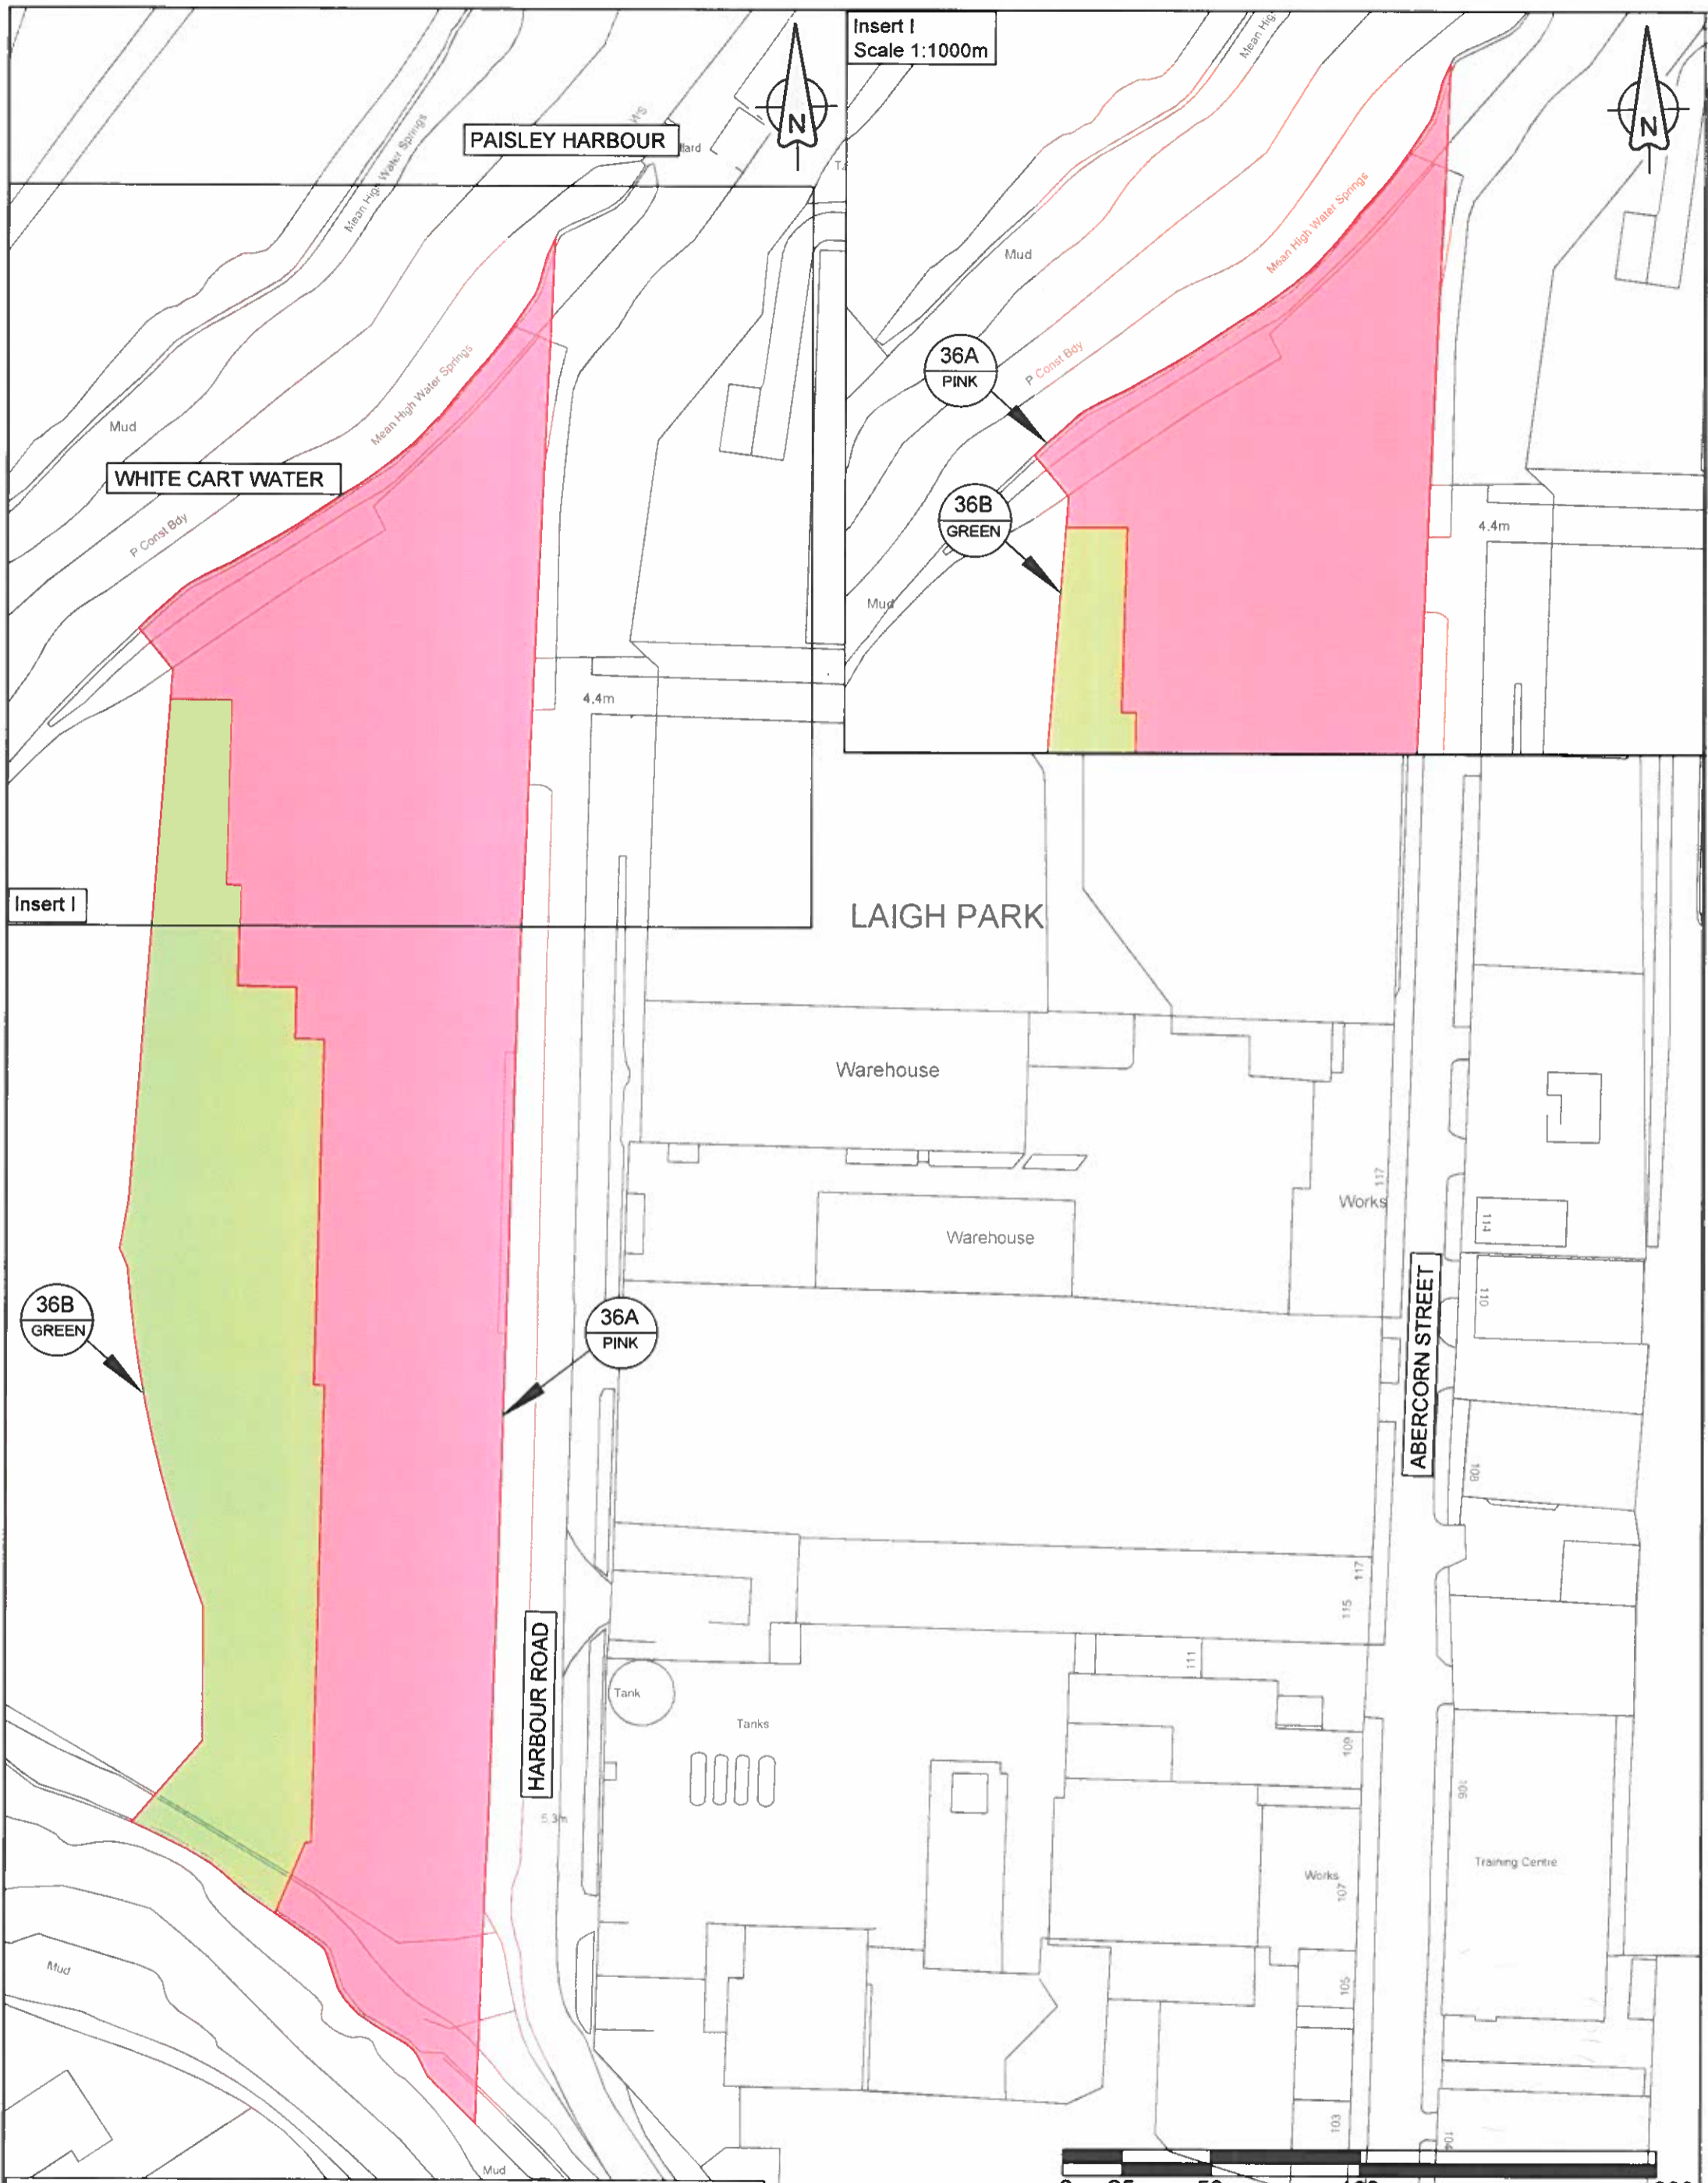 Insert I
Scale 1:1000m
N
N
PAISLEY HARBOUR
Mean High Water Springs
Mean High Water Springs
Mean High Water Springs
Mud
Mud
36A
PINK
P Const Bdy
WHITE CART WATER
P Const Bdy
36B
GREEN
4.4m
Mud
4.4m
Insert I
LAIGH PARK
Warehouse
117
Works
114
Warehouse
110
36B
GREEN
36A
PINK
ABERCORN STREET
108
117
115
HARBOUR ROAD
111
Tank
Tanks
109
106
5.3m
Training Centre
Works
107
Mud
105
103
104
Mud